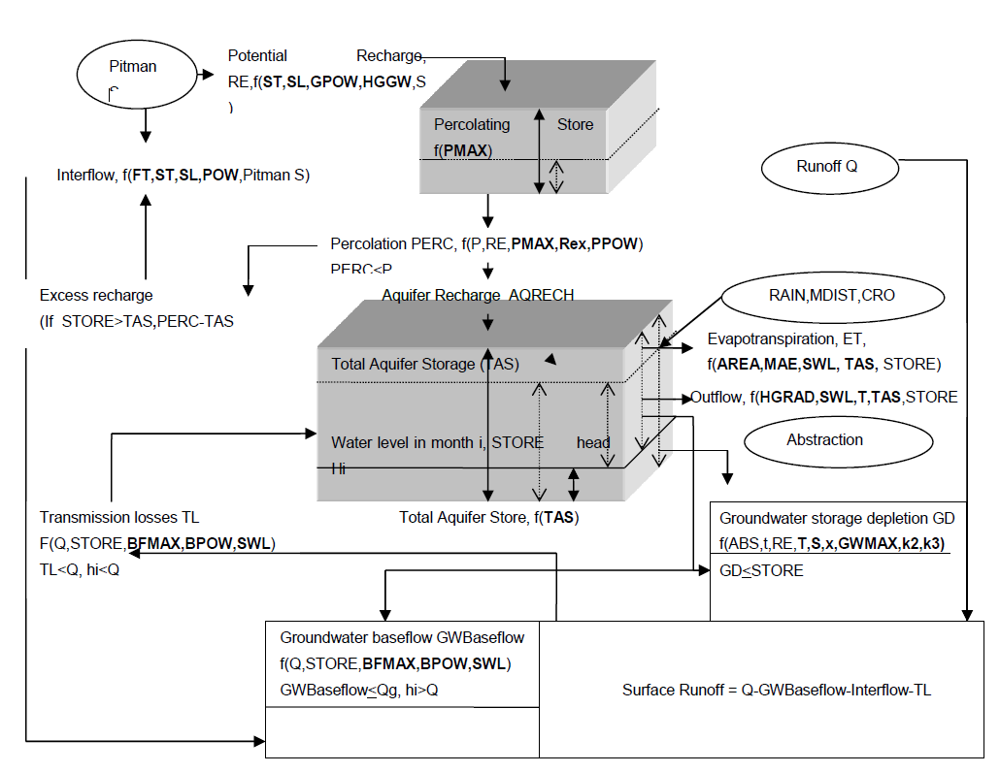 Pitman
S
Potential Recharge,
RE,f(ST,SL,GPOW,HGGW,S
)
Percolating Store
f(PMAX)
Runoff Q
Interflow, f(FT,ST,SL,POW,Pitman S)
Percolation PERC, f(P,RE,PMAX,Rex,PPOW)
PERC<P
Excess recharge
(If STORE>TAS,PERC-TAS
Aquifer Recharge AQRECH
RAIN,MDIST,CRO
Total Aquifer Storage (TAS)
Evapotranspiration, ET,
f(AREA,MAE,SWL, TAS, STORE)
Outflow, f(HGRAD,SWL,T,TAS,STORE
Water level in month i, STORE head
Hi
Abstraction
Total Aquifer Store, f(TAS)
Transmission losses TL
F(Q,STORE,BFMAX,BPOW,SWL)
TL<Q, hi<Q
Groundwater storage depletion GD
f(ABS,t,RE,T,S,x,GWMAX,k2,k3)
GD≤STORE
Groundwater baseflow GWBaseflow
f(Q,STORE,BFMAX,BPOW,SWL)
GWBaseflow≤Qg, hi>Q
Surface Runoff = Q-GWBaseflow-Interflow-TL